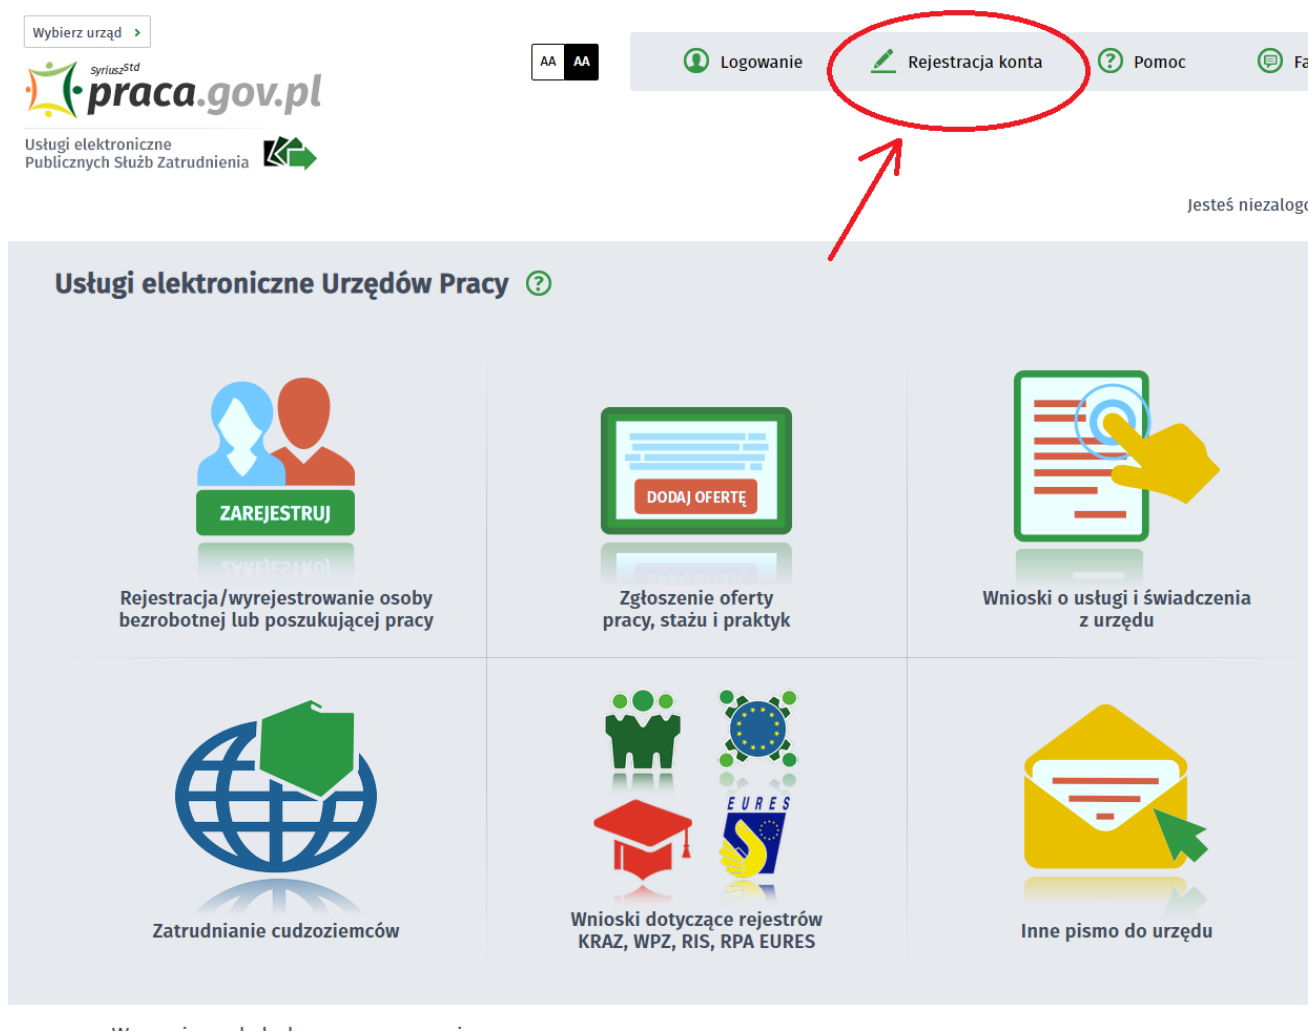 Wybierz urząd
AA AA
Logowanie
Rejestracja konta
Pomoc
Syriusz Std
praca.gov.pl
Usługi elektroniczne
Publicznych Służb Zatrudnienia
Jesteś
Usługi elektroniczne Urzędów Pracy
ZAREJESTRUJ
Rejestracja/wyrejestrowanie osoby
bezrobotnej lub poszukującej pracy
DODAJ OFERTĘ
Zgłoszenie oferty
pracy, stażu i praktyk
Wnioski o usługi i świadczenia
z urzędu
Zatrudnianie cudzoziemców
EURES
Wnioski dotyczące rejestrów
KRAZ, WPZ, RIS, RPA EURES
Inne pismo do urzędu